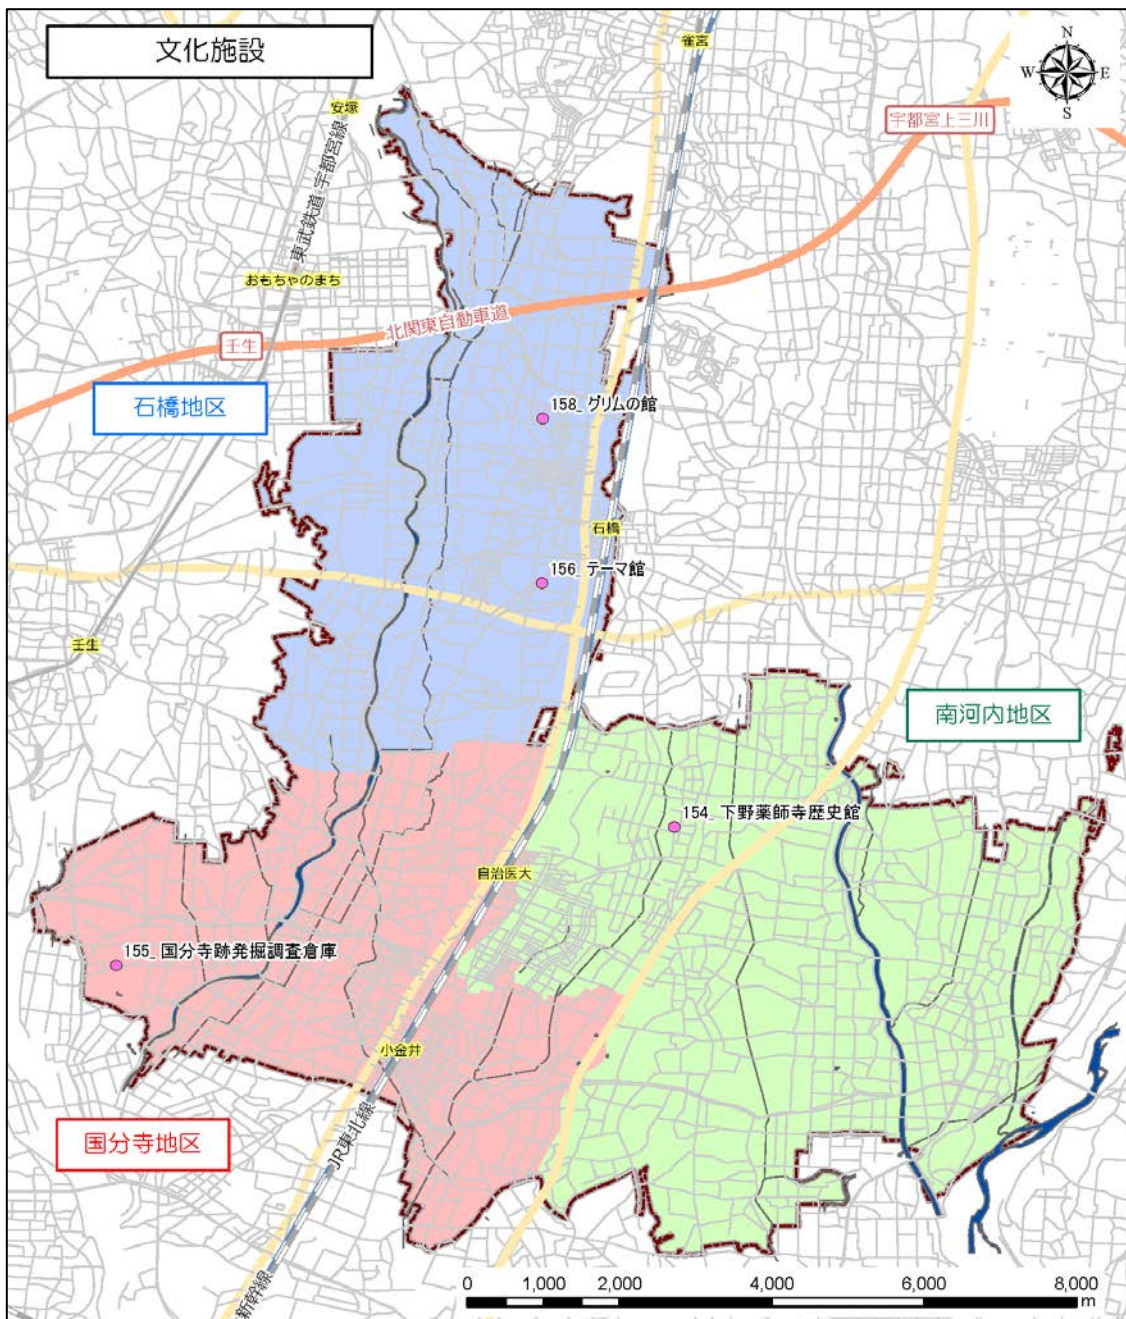 文化施設
雀宮
N
W E
S
安塚
宇都宮上三川
東武鉄道 宇都宮線
おもちゃのまち
北関東自動車道
壬生
石橋地区
158_グリムの館
石橋
156_テーマ館
壬生
南河内地区
154_下野薬師寺歴史館
自治医大
155_国分寺跡発掘調査倉庫
小金井
国分寺地区
JR東北線
新幹線
0 1,000 2,000 4,000 6,000 8,000
m